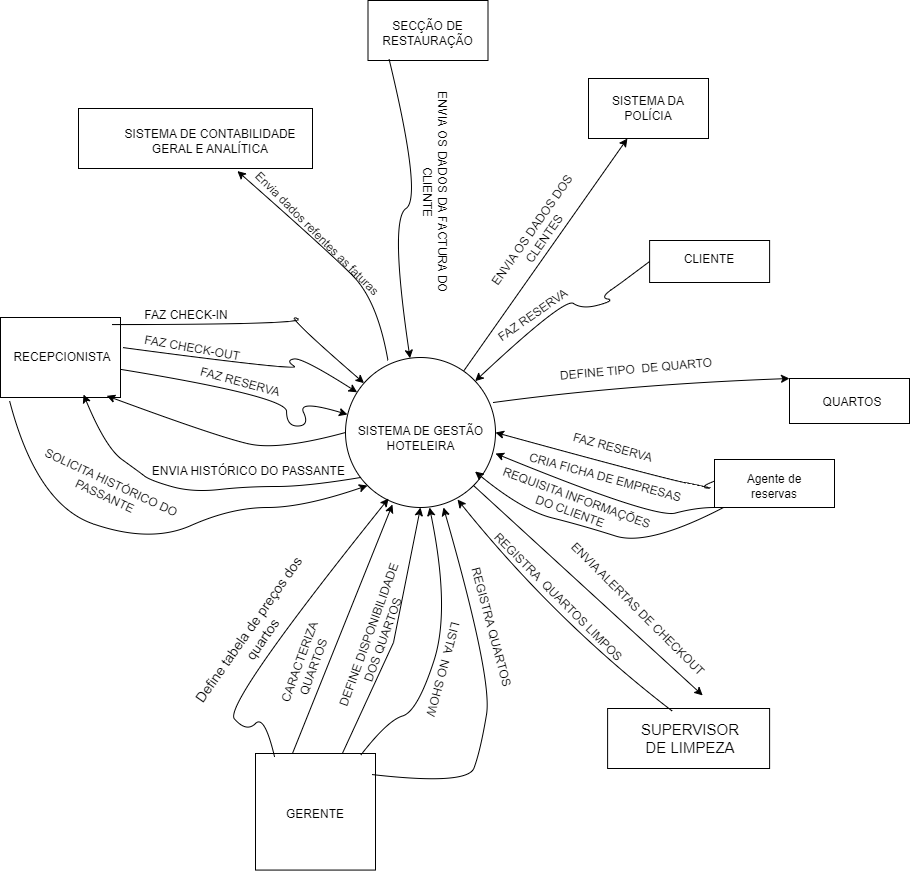 SECÇÃO DE
RESTAURAÇÃO
SISTEMA DA
POLÍCIA
SISTEMA DE CONTABILIDADE
GERAL E ANALÍTICA
ENVIA OS DADOS DA FACTURA DO
CLIENTE
Envia dados refentes as faturas
ENVIA OS DADOS DOS
CLENTES
CLIENTE
FAZ RESERVA
FAZ CHECK-IN
RECEPCIONISTA
FAZ CHECK-OUT
FAZ RESERVA
DEFINE TIPO DE QUARTO
QUARTOS
SISTEMA DE GESTÃO
HOTELEIRA
FAZ RESERVA
CRIA FICHA DE EMPRESAS
REQUISITA INFORMAÇÕES
DO CLIENTE
Agente de
reservas
ENVIA HISTÓRICO DO PASSANTE
SOLICITA HISTÓRICO DO
PASSANTE
Define tabela de preços dos
quartos
CARACTERIZA
QUARTOS
DEFINE DISPONIBILIDADE
DOS QUARTOS
LISTA NO SHOW
REGISTRA QUARTOS
REGISTRA QUARTOS LIMPOS
ENVIA ALERTAS DE CHECKOUT
SUPERVISOR
DE LIMPEZA
GERENTE